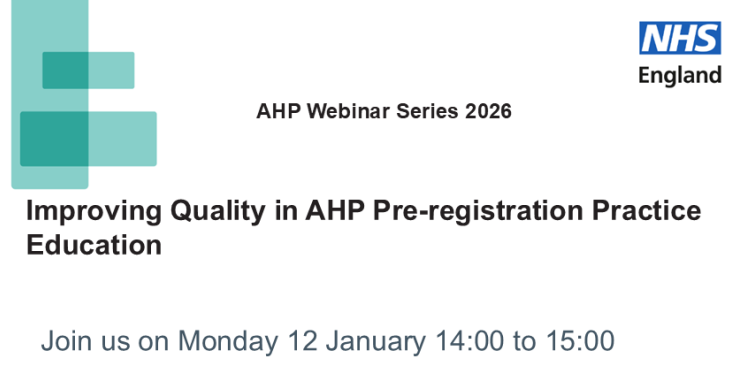 NHS
England
AHP Webinar Series 2026
Improving Quality in AHP Pre-registration Practice
Education
Join us on Monday 12 January 14:00 to 15:00